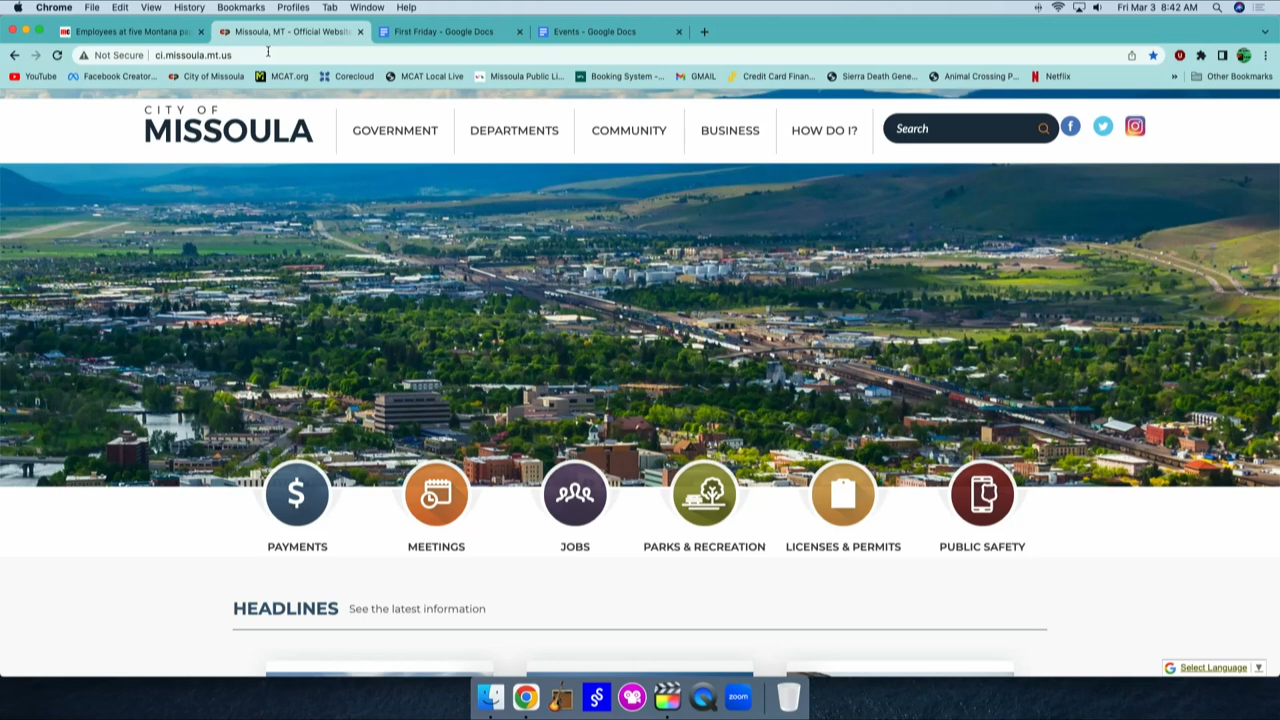 Chrome File Edit View History Bookmarks Profiles Tab Window Help Fri Mar 3 8:42 AM
Employees at five Montana pa Missoula, MT - Official Website First Friday - Google Docs Events - Google Docs
Not Secure ci.missoula.mt.us
YouTube Facebook Creator... City of Missoula MCAT.org Corecloud MCAT Local Live Missoula Public Li... Booking System -... GMAIL Credit Card Finan... Sierra Death Gene... Animal Crossing P... Netflix » Other Bookmarks
CITY OF
MISSOULA
GOVERNMENT DEPARTMENTS COMMUNITY BUSINESS HOW DO I? Search
PAYMENTS MEETINGS JOBS PARKS & RECREATION LICENSES & PERMITS PUBLIC SAFETY
HEADLINES See the latest information
Select Language
zoom